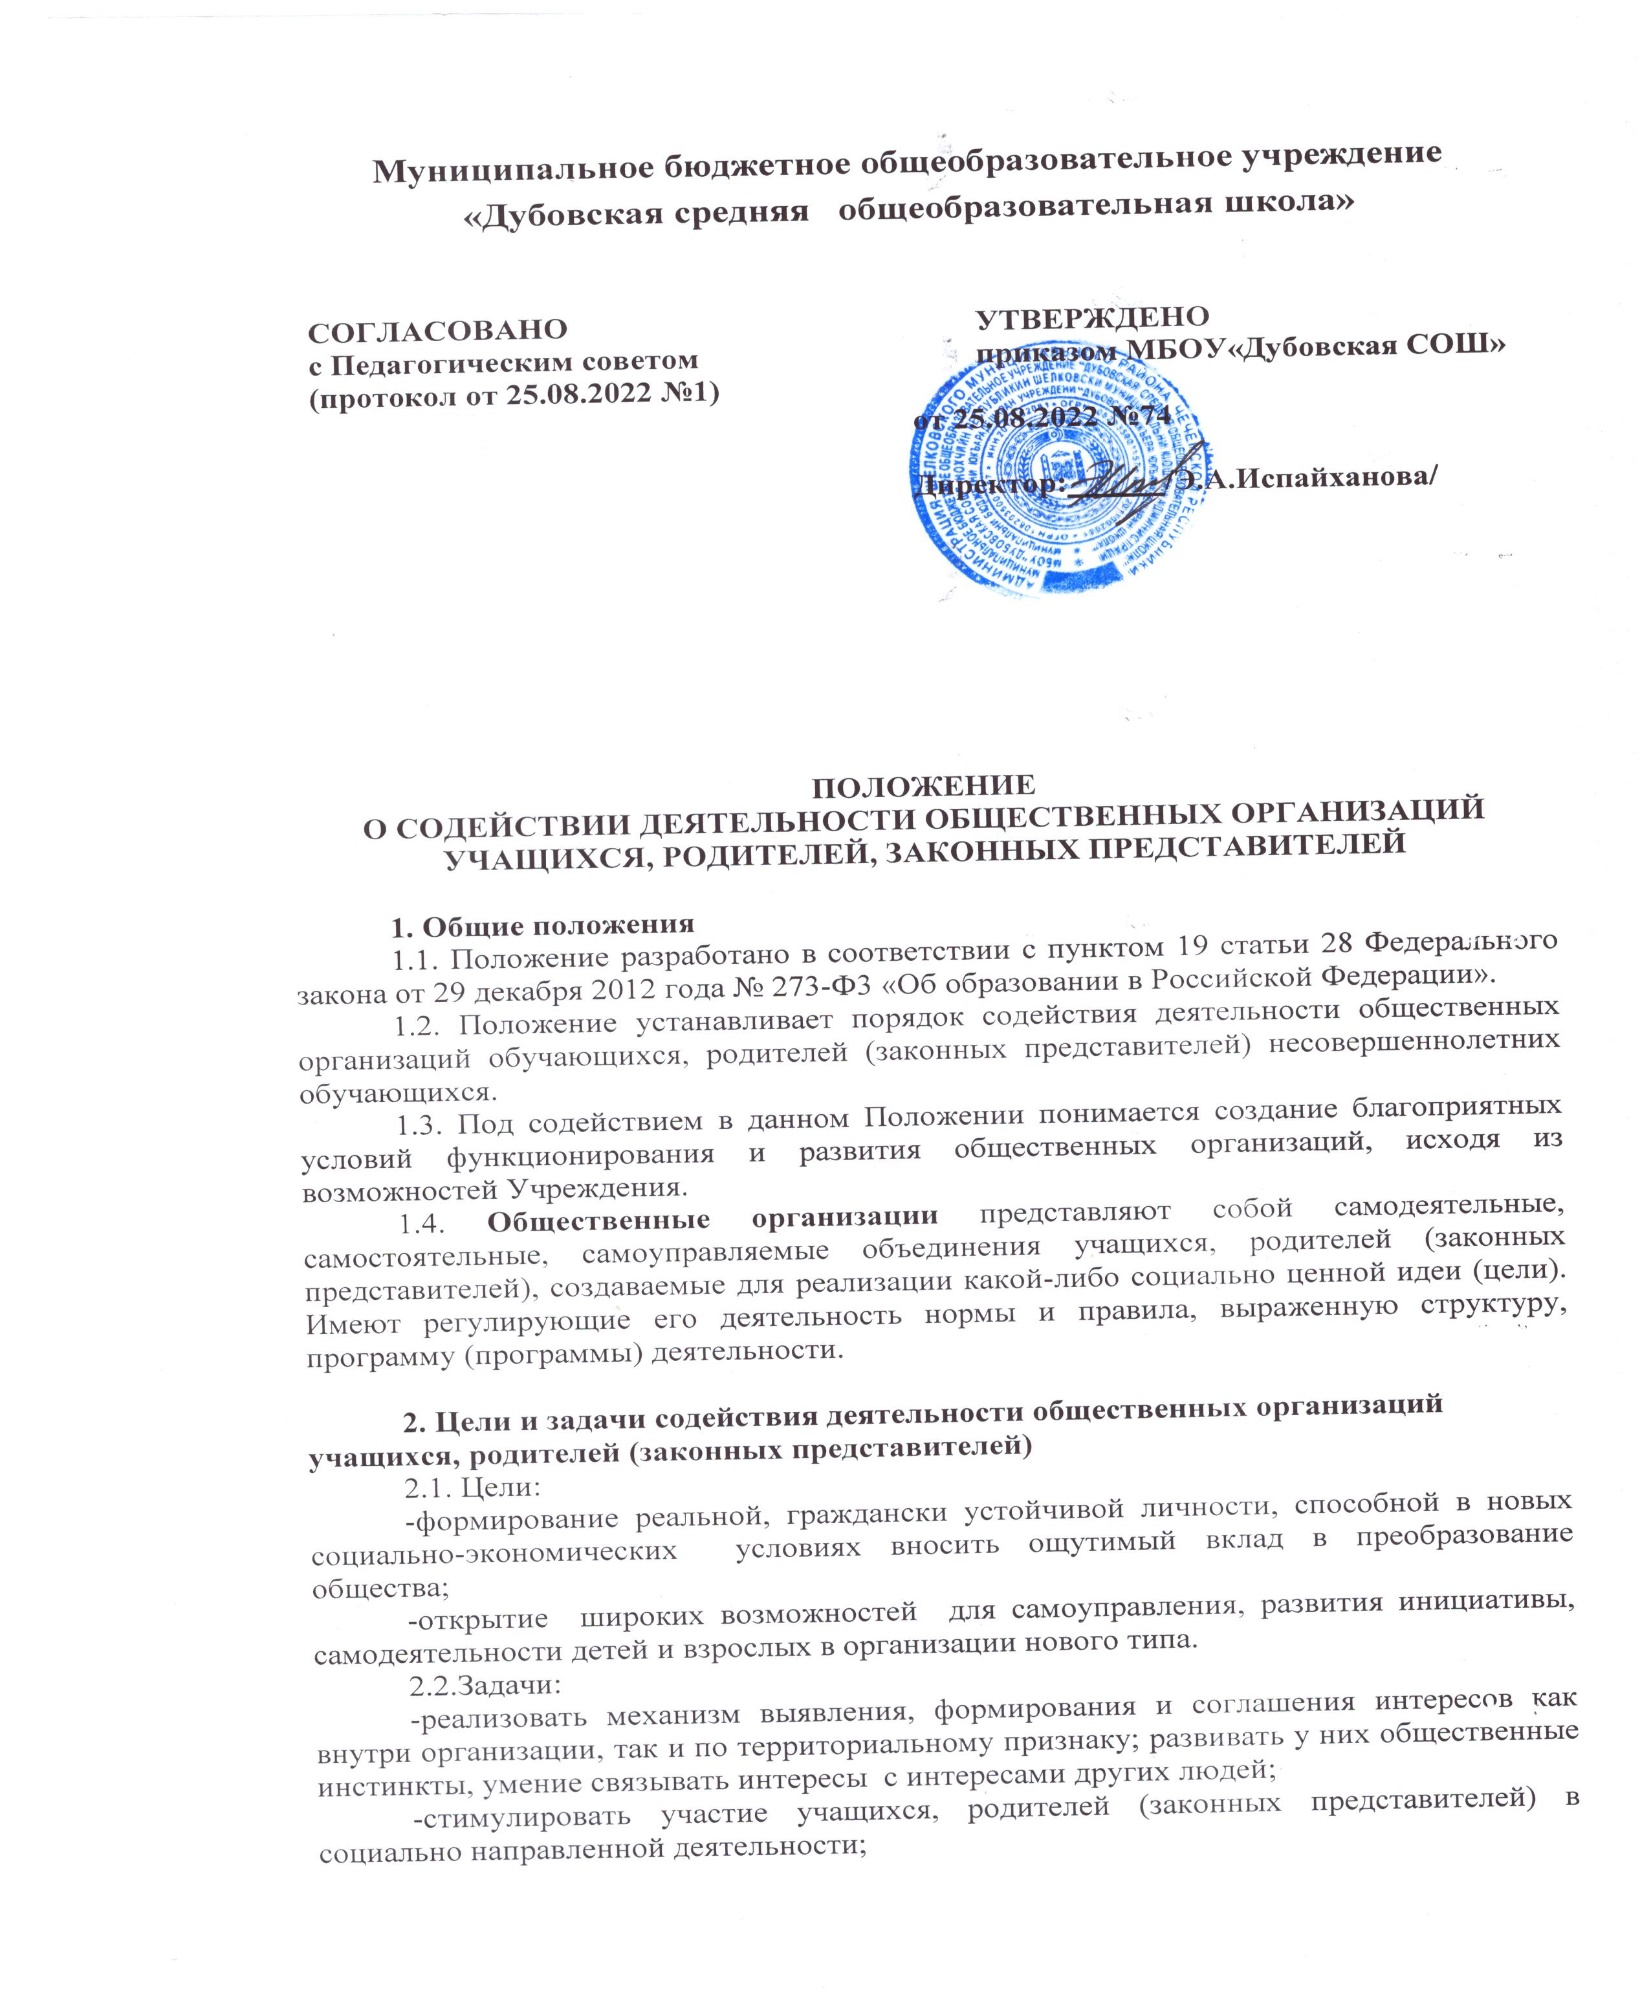 Муниципальное бюджетное общеобразовательное учреждение
«Дубовская средняя общеобразовательная школа»
СОГЛАСОВАНО
с Педагогическим советом
(протокол от 25.08.2022 №1)
УТВЕРЖДЕНО
приказом МБОУ«Дубовская СОШ»
от 25.08.2022 №74
Директор: Э.А.Испайханова/
ПОЛОЖЕНИЕ
О СОДЕЙСТВИИ ДЕЯТЕЛЬНОСТИ ОБЩЕСТВЕННЫХ ОРГАНИЗАЦИЙ
УЧАЩИХСЯ, РОДИТЕЛЕЙ, ЗАКОННЫХ ПРЕДСТАВИТЕЛЕЙ
1. Общие положения
1.1. Положение разработано в соответствии с пунктом 19 статьи 28 Федерального
закона от 29 декабря 2012 года № 273-ФЗ «Об образовании в Российской Федерации».
1.2. Положение устанавливает порядок содействия деятельности общественных
организаций обучающихся, родителей (законных представителей) несовершеннолетних
обучающихся.
1.3. Под содействием в данном Положении понимается создание благоприятных
условий функционирования и развития общественных организаций, исходя из
возможностей Учреждения.
1.4. Общественные организации представляют собой самодеятельные,
самостоятельные, самоуправляемые объединения учащихся, родителей (законных
представителей), создаваемые для реализации какой-либо социально ценной идеи (цели).
Имеют регулирующие его деятельность нормы и правила, выраженную структуру,
программу (программы) деятельности.
2. Цели и задачи содействия деятельности общественных организаций
учащихся, родителей (законных представителей)
2.1. Цели:
-формирование реальной, граждански устойчивой личности, способной в новых
социально-экономических условиях вносить ощутимый вклад в преобразование
общества;
-открытие широких возможностей для самоуправления, развития инициативы,
самодеятельности детей и взрослых в организации нового типа.
2.2.Задачи:
-реализовать механизм выявления, формирования и соглашения интересов как
внутри организации, так и по территориальному признаку; развивать у них общественные
инстинкты, умение связывать интересы с интересами других людей;
-стимулировать участие учащихся, родителей (законных представителей) в
социально направленной деятельности;